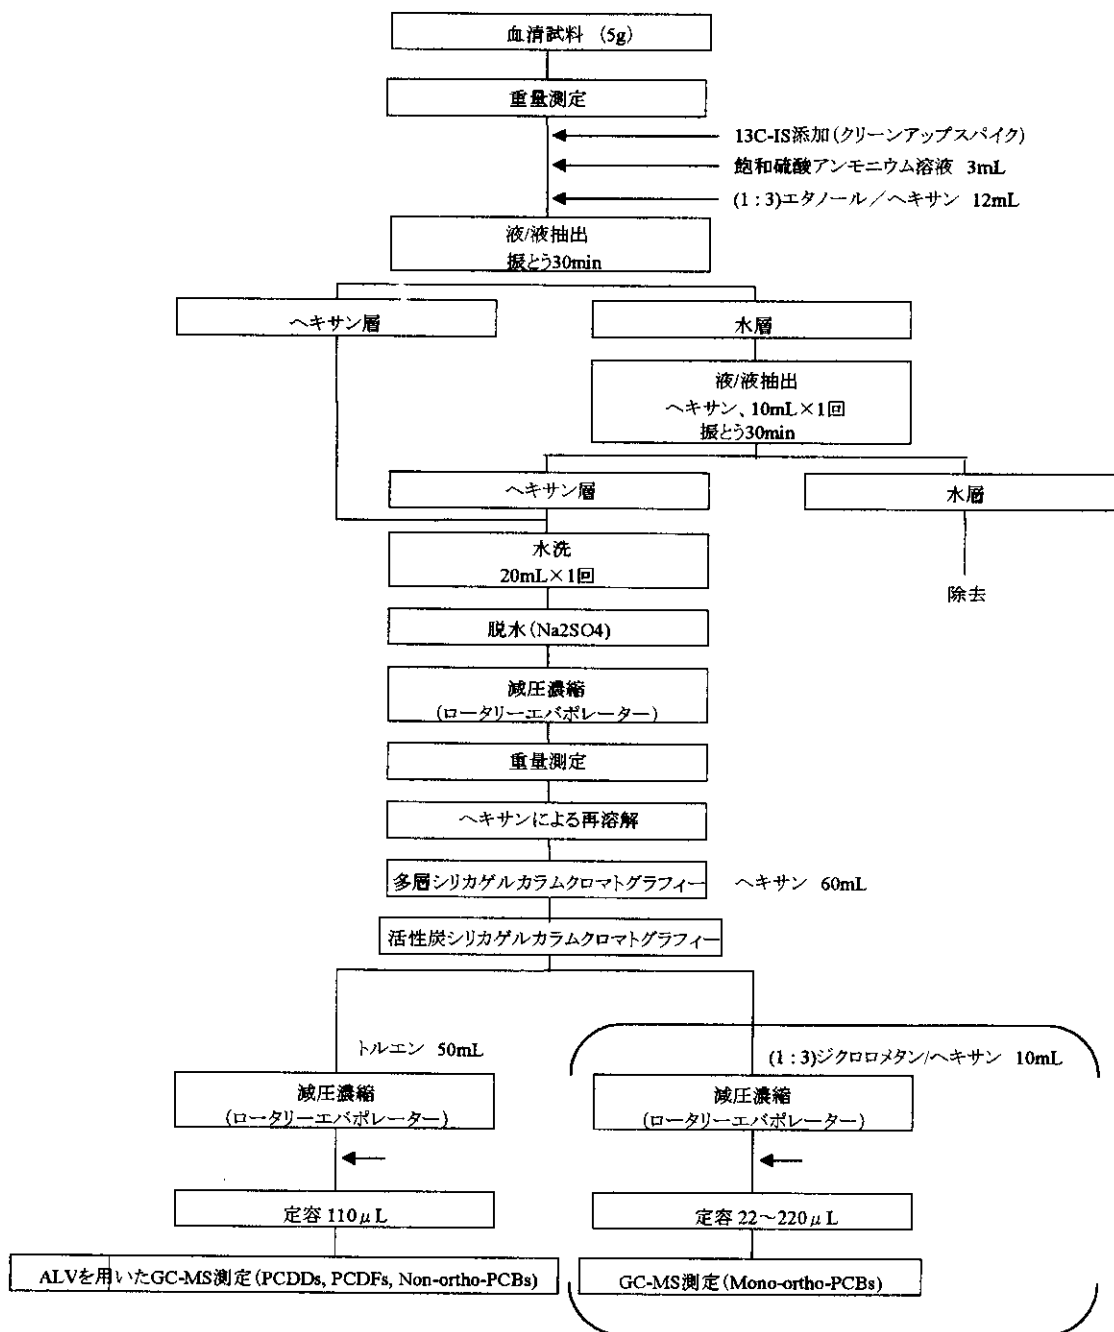 血清試料 (5g)
重量測定
13C-IS添加(クリーンアップスパイク)
飽和硫酸アンモニウム溶液 3mL
(1 : 3)エタノール／ヘキサン 12mL
液/液抽出
振とう30min
ヘキサン層
水層
液/液抽出
ヘキサン、10mL×1回
振とう30min
ヘキサン層
水層
水洗
20mL×1回
除去
脱水(Na2SO4)
減圧濃縮
(ロータリーエバポレーター)
重量測定
ヘキサンによる再溶解
多層シリカゲルカラムクロマトグラフィー
ヘキサン 60mL
活性炭シリカゲルカラムクロマトグラフィー
トルエン 50mL
(1 : 3)ジクロロメタン/ヘキサン 10mL
減圧濃縮
(ロータリーエバポレーター)
減圧濃縮
(ロータリーエバポレーター)
定容 110μL
定容 22～220μL
ALVを用いたGC-MS測定(PCDDs, PCDFs, Non-ortho-PCBs)
GC-MS測定(Mono-ortho-PCBs)